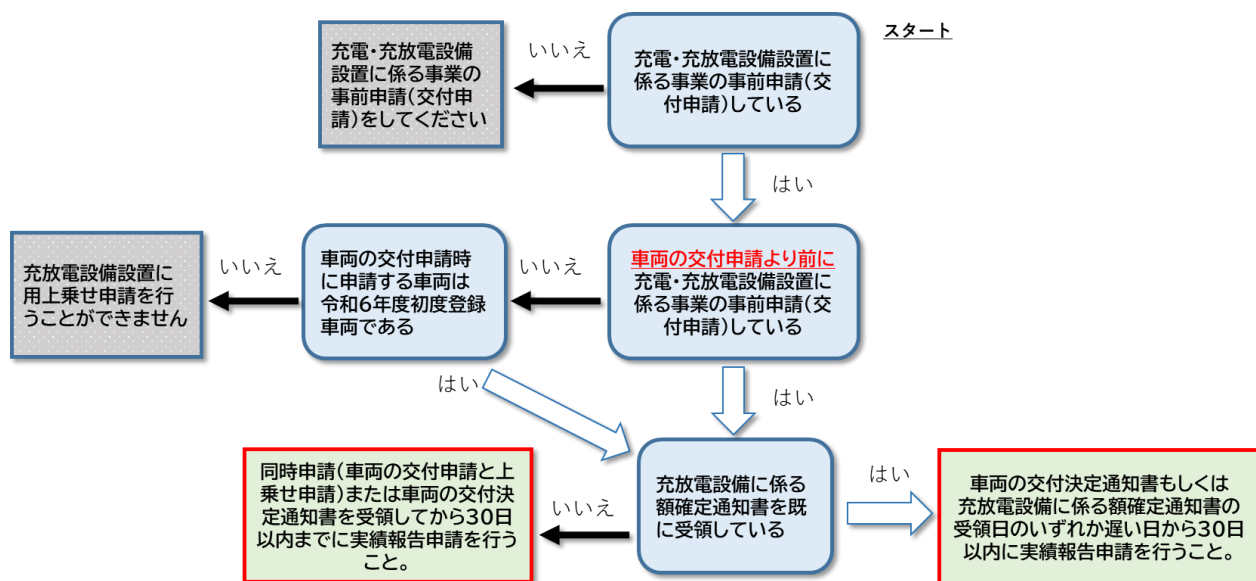 スタート
充電・充放電設備設置に
係る事業の事前申請(交
付申請)している
いいえ
充電・充放電設備
設置に係る事業の
事前申請(交付申
請)をしてください
はい
車両の交付申請より前に
充電・充放電設備設置に
係る事業の事前申請(交
付申請)している
いいえ
車両の交付申請時
に申請する車両は
令和6年度初度登録
車両である
いいえ
充放電設備設置に
用上乗せ申請を行
うことができません
はい
はい
充放電設備に係る
額確定通知書を既
に受領している
いいえ
同時申請(車両の交付申請と上
乗せ申請)または車両の交付決
定通知書を受領してから30日
以内までに実績報告申請を行う
こと。
はい
車両の交付決定通知書もしくは
充放電設備に係る額確定通知書の
受領日のいずれか遅い日から30日
以内に実績報告申請を行うこと。